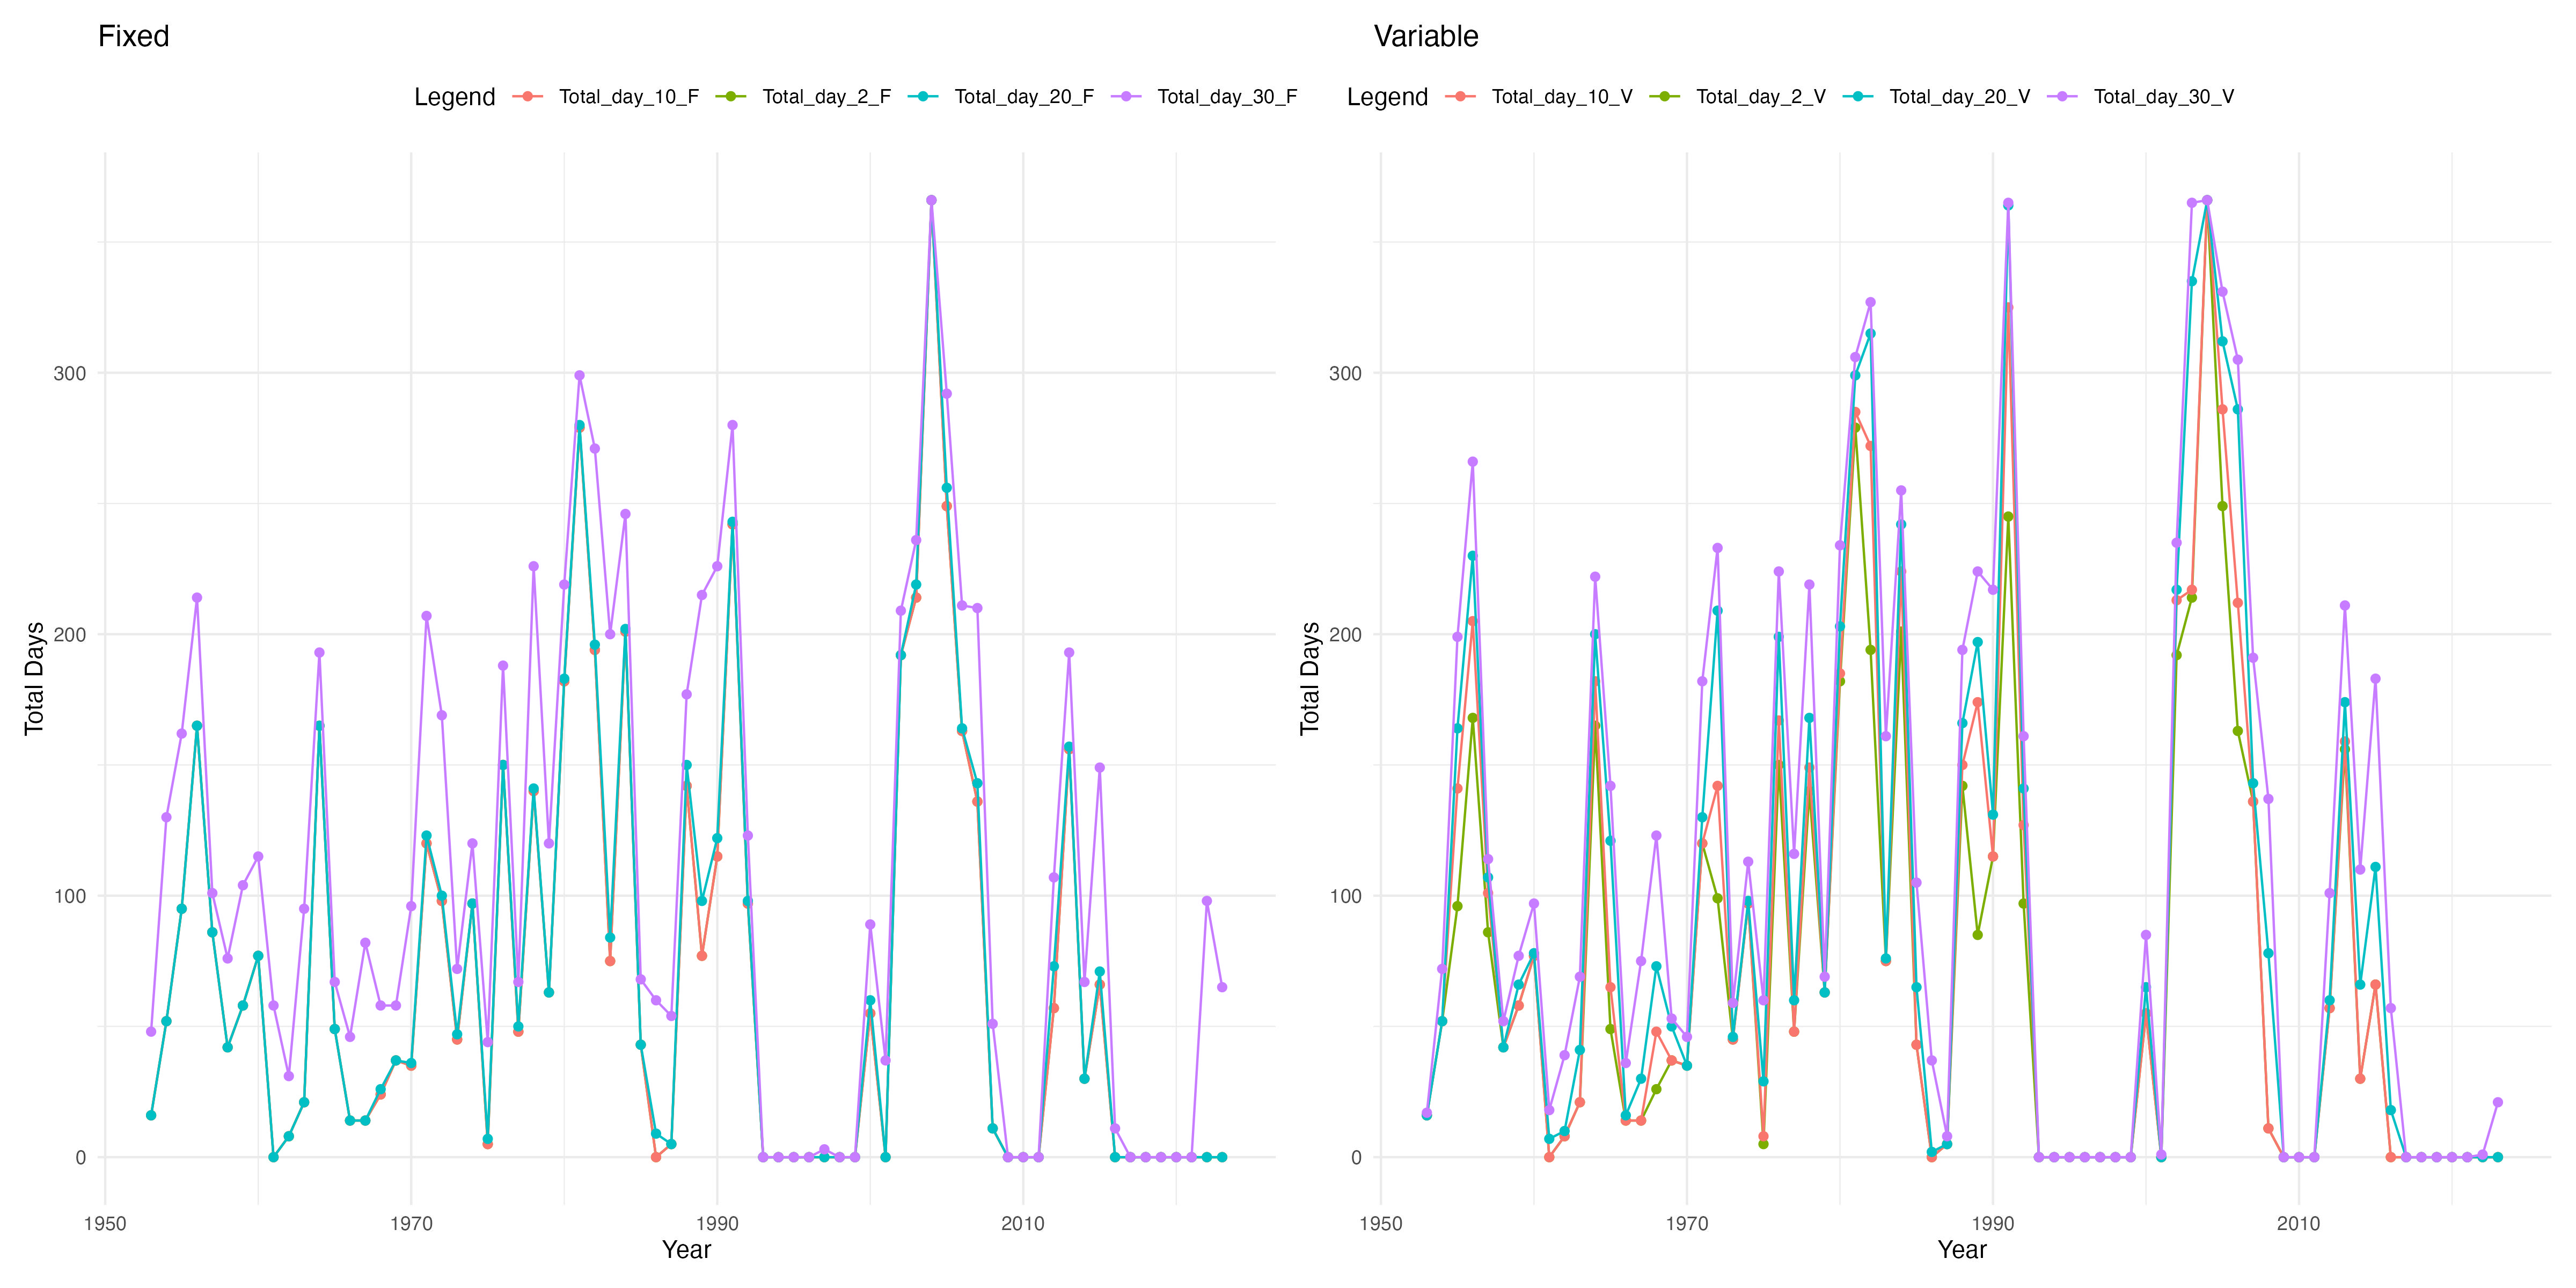 Fixed
Legend Total_day_10_F Total_day_2_F Total_day_20_F Total_day_30_F
Total Days
300
200
100
0
1950 1970 1990 2010
Year
Variable
Legend Total_day_10_V Total_day_2_V Total_day_20_V Total_day_30_V
Total Days
300
200
100
0
1950 1970 1990 2010
Year